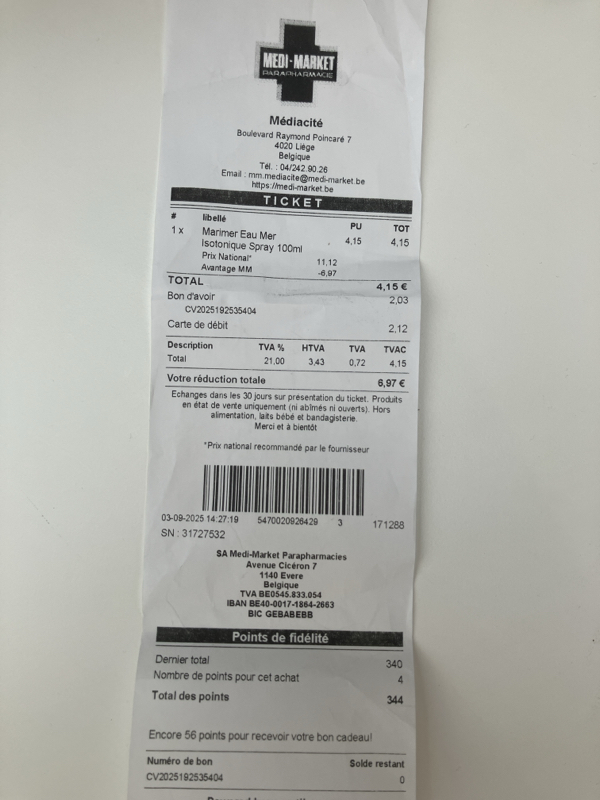 MEDI-MARKET
PARAPHARMACIE
Médiacité
Boulevard Raymond Poincaré 7
4020 Liège
Belgique
Tél. : 04/242.90.26
Email : mm.mediacite@medi-market.be
https://medi-market.be
TICKET
# libellé PU TOT
1 x Marimer Eau Mer 4,15 4,15
Isotonique Spray 100ml
Prix National* 11,12
Avantage MM -6,97
TOTAL 4,15 €
Bon d'avoir 2,03
CV2025192535404
Carte de débit 2,12
Description TVA % HTVA TVA TVAC
Total 21,00 3,43 0,72 4,15
Votre réduction totale 6,97 €
Echanges dans les 30 jours sur présentation du ticket. Produits
en état de vente uniquement (ni abîmés ni ouverts). Hors
alimentation, laits bébé et bandagisterie.
Merci et à bientôt
*Prix national recommandé par le fournisseur
03-09-2025 14:27:19 5470020926429 3 171288
SN : 31727532
SA Medi-Market Parapharmacies
Avenue Cicéron 7
1140 Evere
Belgique
TVA BE0545.833.054
IBAN BE40-0017-1864-2663
BIC GEBABEBB
Points de fidélité
Dernier total 340
Nombre de points pour cet achat 4
Total des points 344
Encore 56 points pour recevoir votre bon cadeau!
Numéro de bon Solde restant
CV2025192535404 0